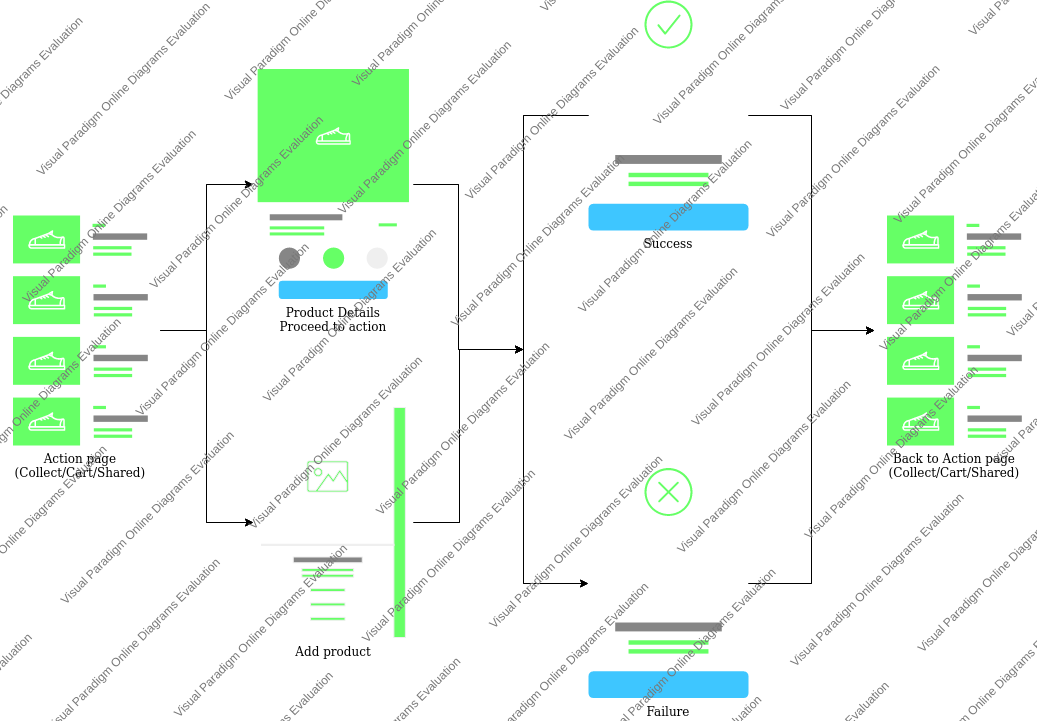 Action page
(Collect/Cart/Shared)
Product Details
Proceed to action
Add product
Success
Failure
Back to Action page
(Collect/Cart/Shared)
Visual Paradigm Online Diagrams Evaluation